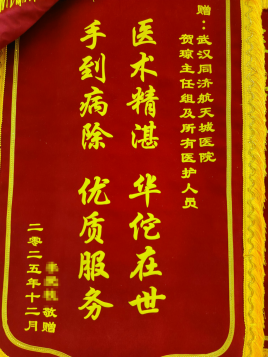 赠：武汉同济航天城医院
贺琼主任组及所有医护人员
医术精湛 华佗在世
手到病除 优质服务
敬赠
二零二五年十二月